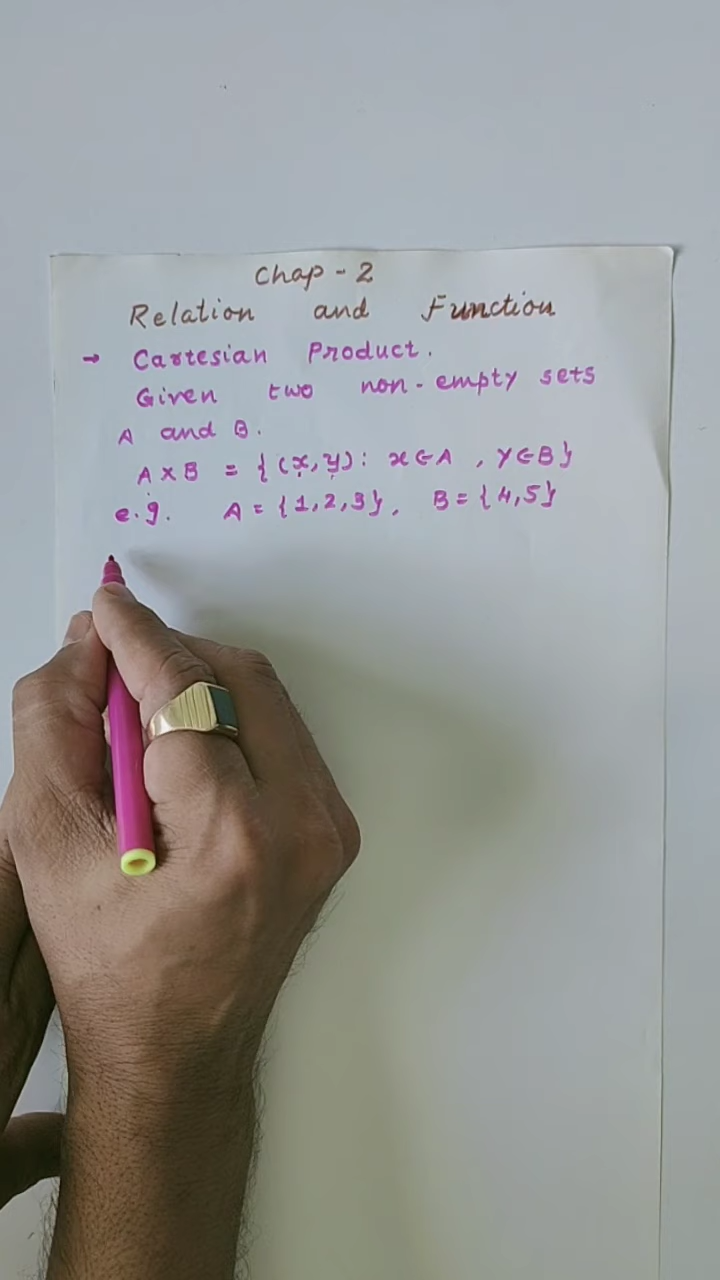 Chap - 2
Relation and Function
→ Cartesian Product.
Given two non-empty sets
A and B.
A × B = {(x, y): x ∈ A, y ∈ B}
e.g. A = {1, 2, 3}, B = {4, 5}